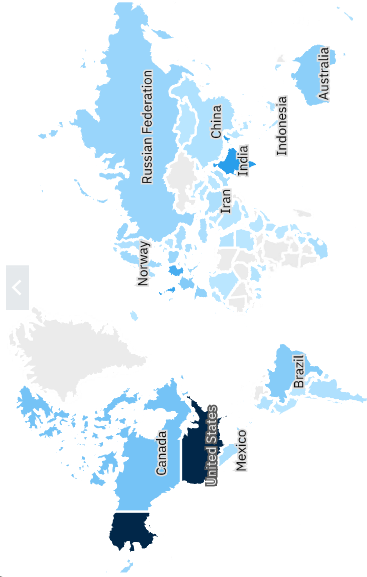 Canada
United States
Mexico
Brazil
Norway
Russian Federation
Iran
India
China
Indonesia
Australia